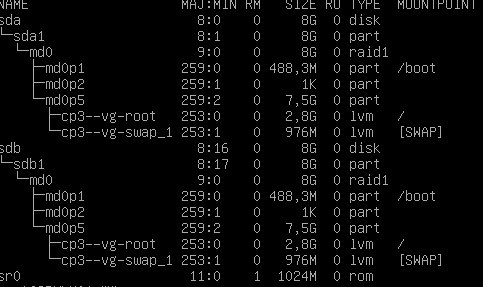 NAME MAJ:MIN RM SIZE RO TYPE MOUNTPOINT
sda 8:0 0 8G 0 disk
└─sda1 8:1 0 8G 0 part
└─md0 9:0 0 8G 0 raid1
├─md0p1 259:0 0 488,3M 0 part /boot
├─md0p2 259:1 0 1K 0 part
└─md0p5 259:2 0 7,5G 0 part
├─cp3--vg-root 253:0 0 2,8G 0 lvm /
└─cp3--vg-swap_1 253:1 0 976M 0 lvm [SWAP]
sdb 8:16 0 8G 0 disk
└─sdb1 8:17 0 8G 0 part
└─md0 9:0 0 8G 0 raid1
├─md0p1 259:0 0 488,3M 0 part /boot
├─md0p2 259:1 0 1K 0 part
└─md0p5 259:2 0 7,5G 0 part
├─cp3--vg-root 253:0 0 2,8G 0 lvm /
└─cp3--vg-swap_1 253:1 0 976M 0 lvm [SWAP]
sr0 11:0 1 1024M 0 rom